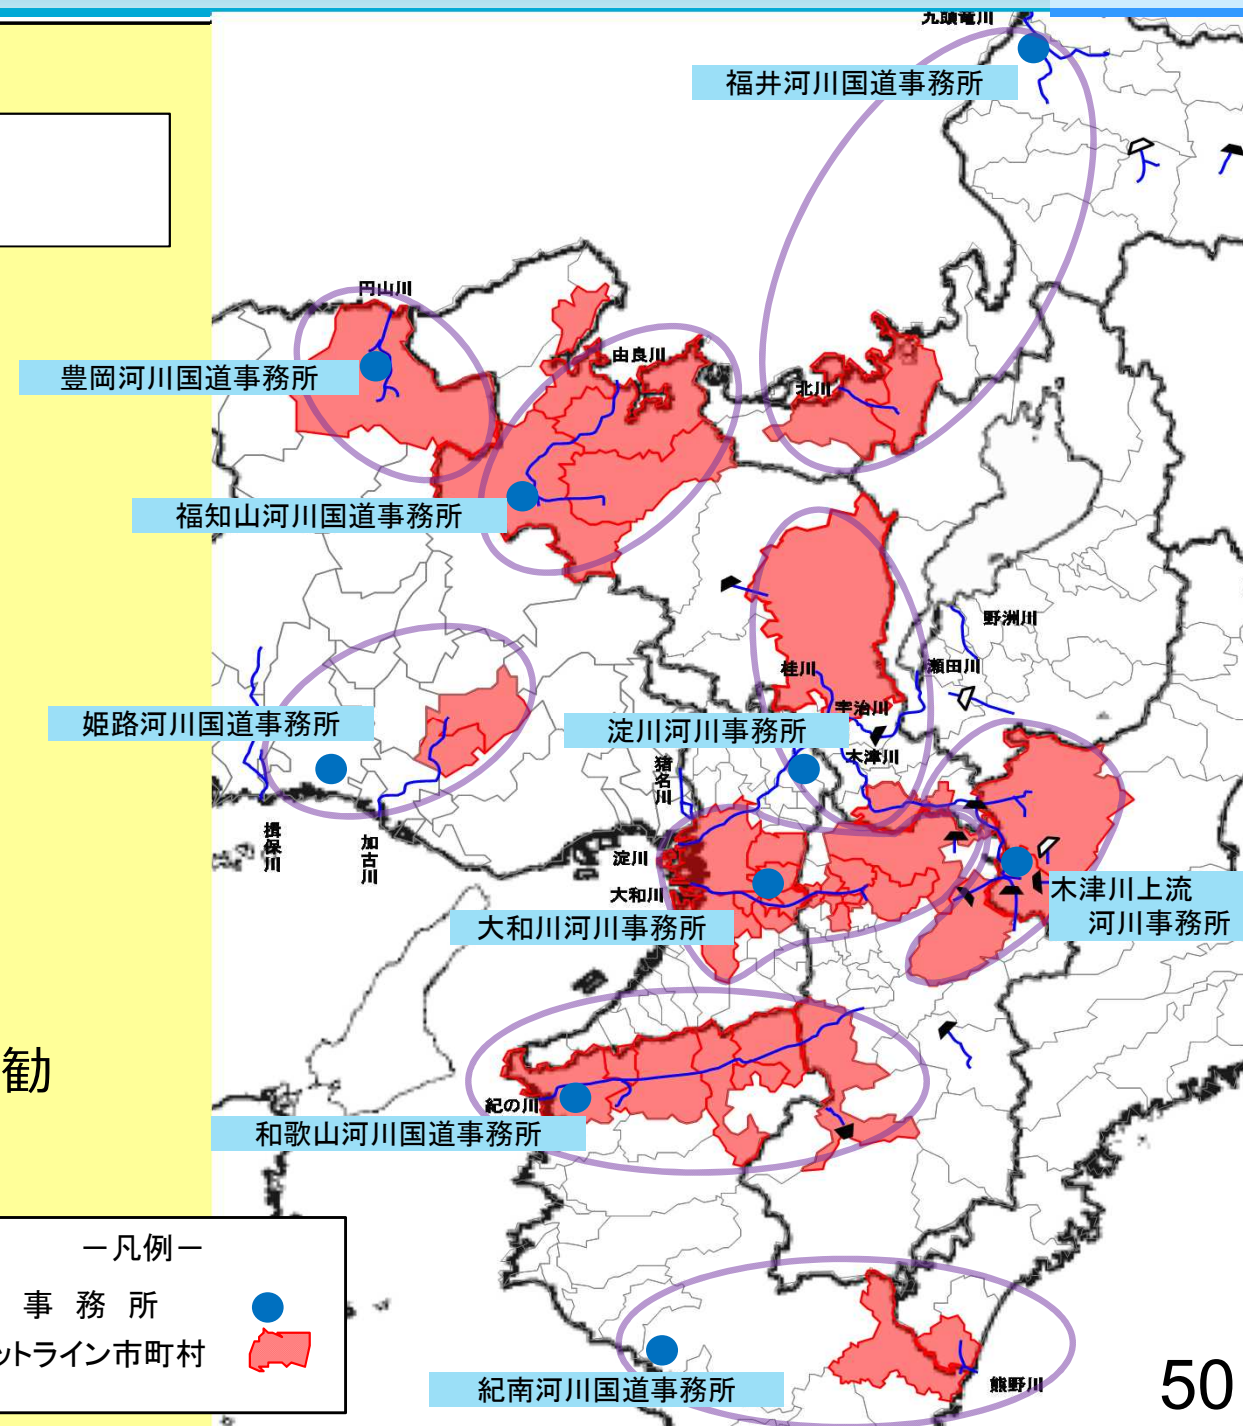 九頭竜川
福井河川国道事務所
円山川
由良川
豊岡河川国道事務所
北川
福知山河川国道事務所
野洲川
桂川
瀬田川
宇治川
姫路河川国道事務所
淀川河川事務所
木津川
猪名川
揖保川
加古川
淀川
大和川
木津川上流
河川事務所
大和川河川事務所
勧
紀の川
和歌山河川国道事務所
－凡例－
事 務 所
ットライン市町村
熊野川
紀南河川国道事務所
50